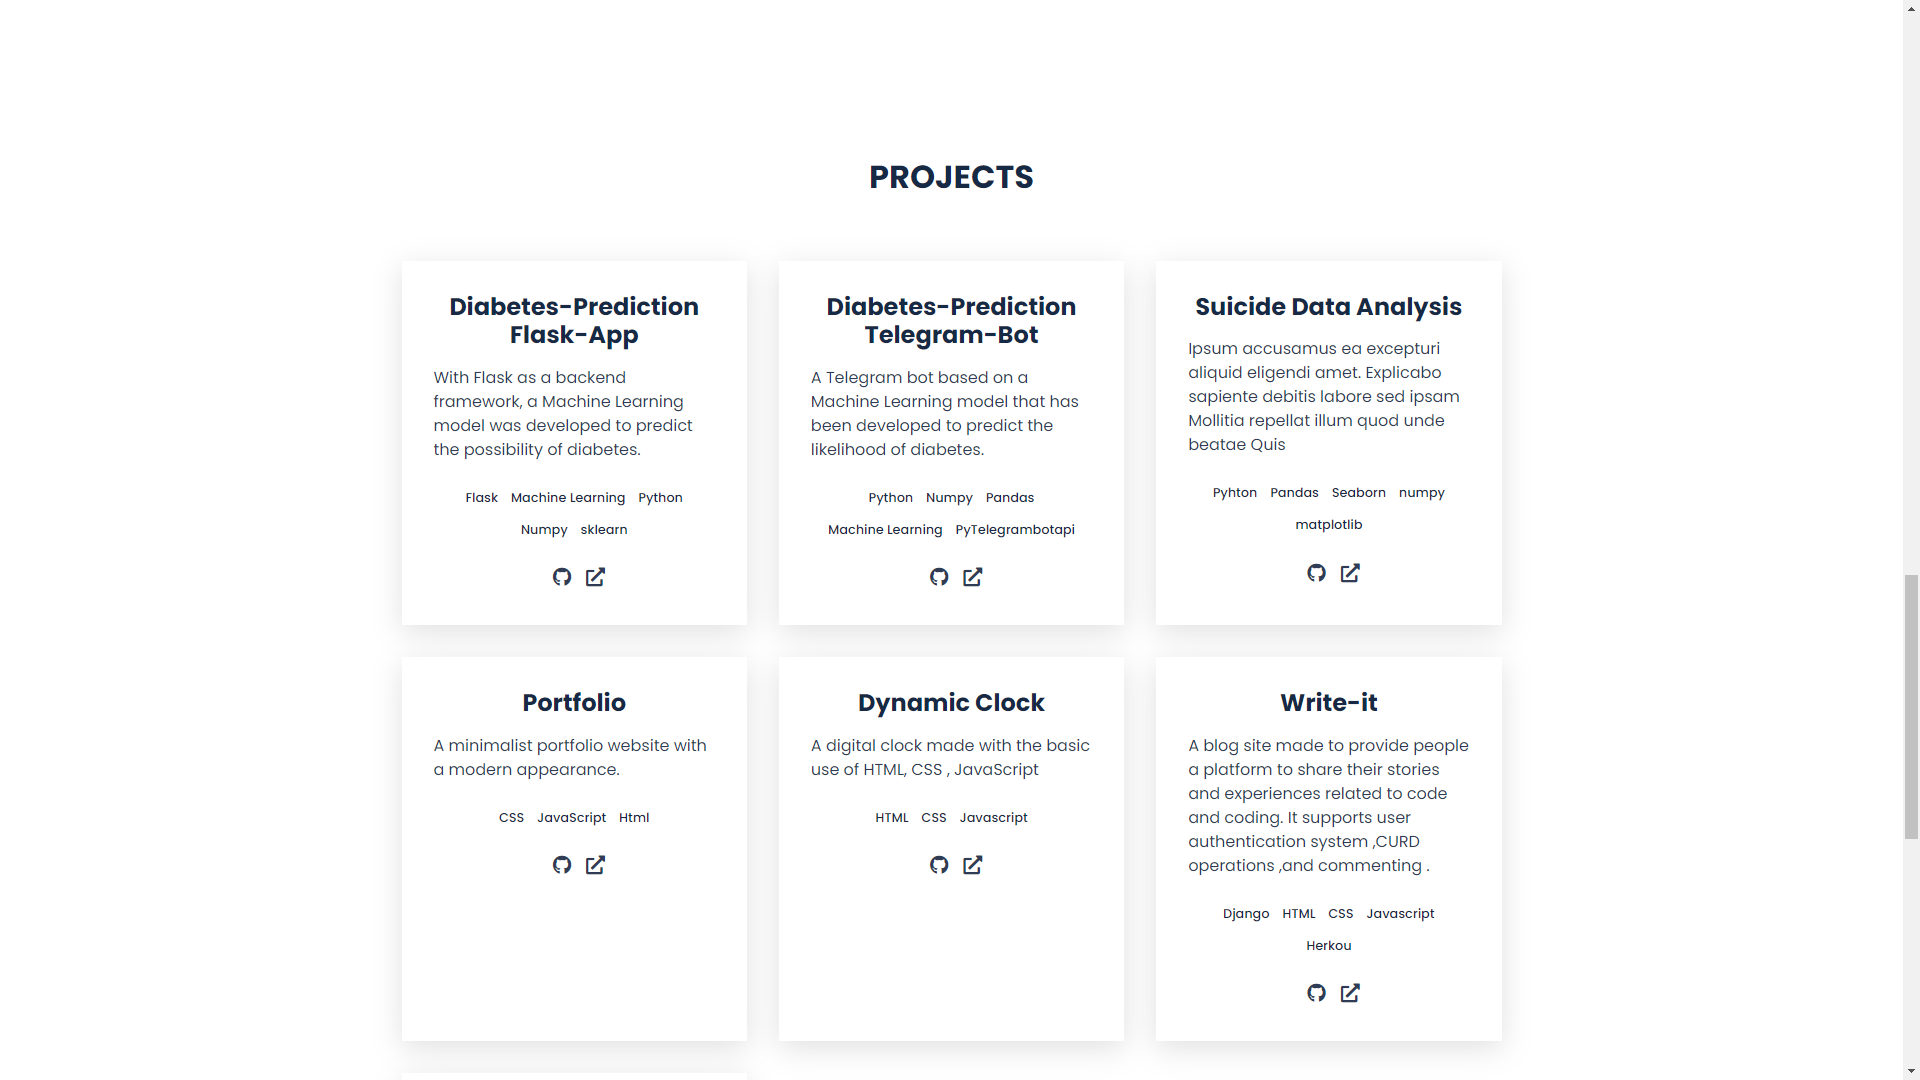 PROJECTS
Diabetes-Prediction
Flask-App
With Flask as a backend
framework, a Machine Learning
model was developed to predict
the possibility of diabetes.
Flask Machine Learning Python
Numpy sklearn
Diabetes-Prediction
Telegram-Bot
A Telegram bot based on a
Machine Learning model that has
been developed to predict the
likelihood of diabetes.
Python Numpy Pandas
Machine Learning PyTelegrambotapi
Suicide Data Analysis
Ipsum accusamus ea excepturi
aliquid eligendi amet. Explicabo
sapiente debitis labore sed ipsam
Mollitia repellat illum quod unde
beatae Quis
Pyhton Pandas Seaborn numpy
matplotlib
Portfolio
A minimalist portfolio website with
a modern appearance.
CSS JavaScript Html
Dynamic Clock
A digital clock made with the basic
use of HTML, CSS , JavaScript
HTML CSS Javascript
Write-it
A blog site made to provide people
a platform to share their stories
and experiences related to code
and coding. It supports user
authentication system ,CURD
operations ,and commenting .
Django HTML CSS Javascript
Herkou